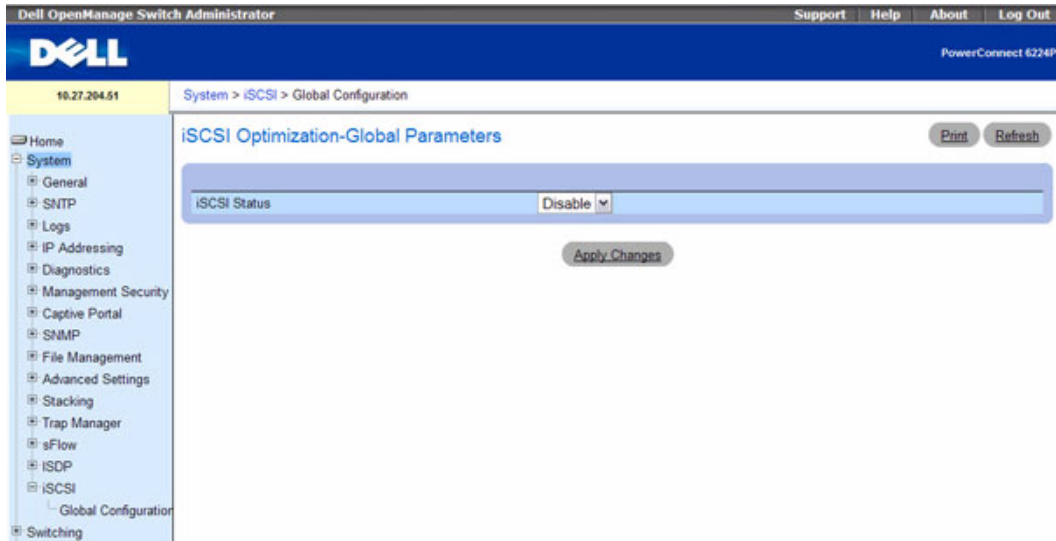 Dell OpenManage Switch Administrator
Support Help About Log Out
DELL
PowerConnect 6224P
10.27.204.51
System > iSCSI > Global Configuration
Home
System
General
SNTP
Logs
IP Addressing
Diagnostics
Management Security
Captive Portal
SNMP
File Management
Advanced Settings
Stacking
Trap Manager
sFlow
ISDP
iSCSI
Global Configuration
Switching
iSCSI Optimization-Global Parameters
Print Refresh
iSCSI Status Disable
Apply Changes